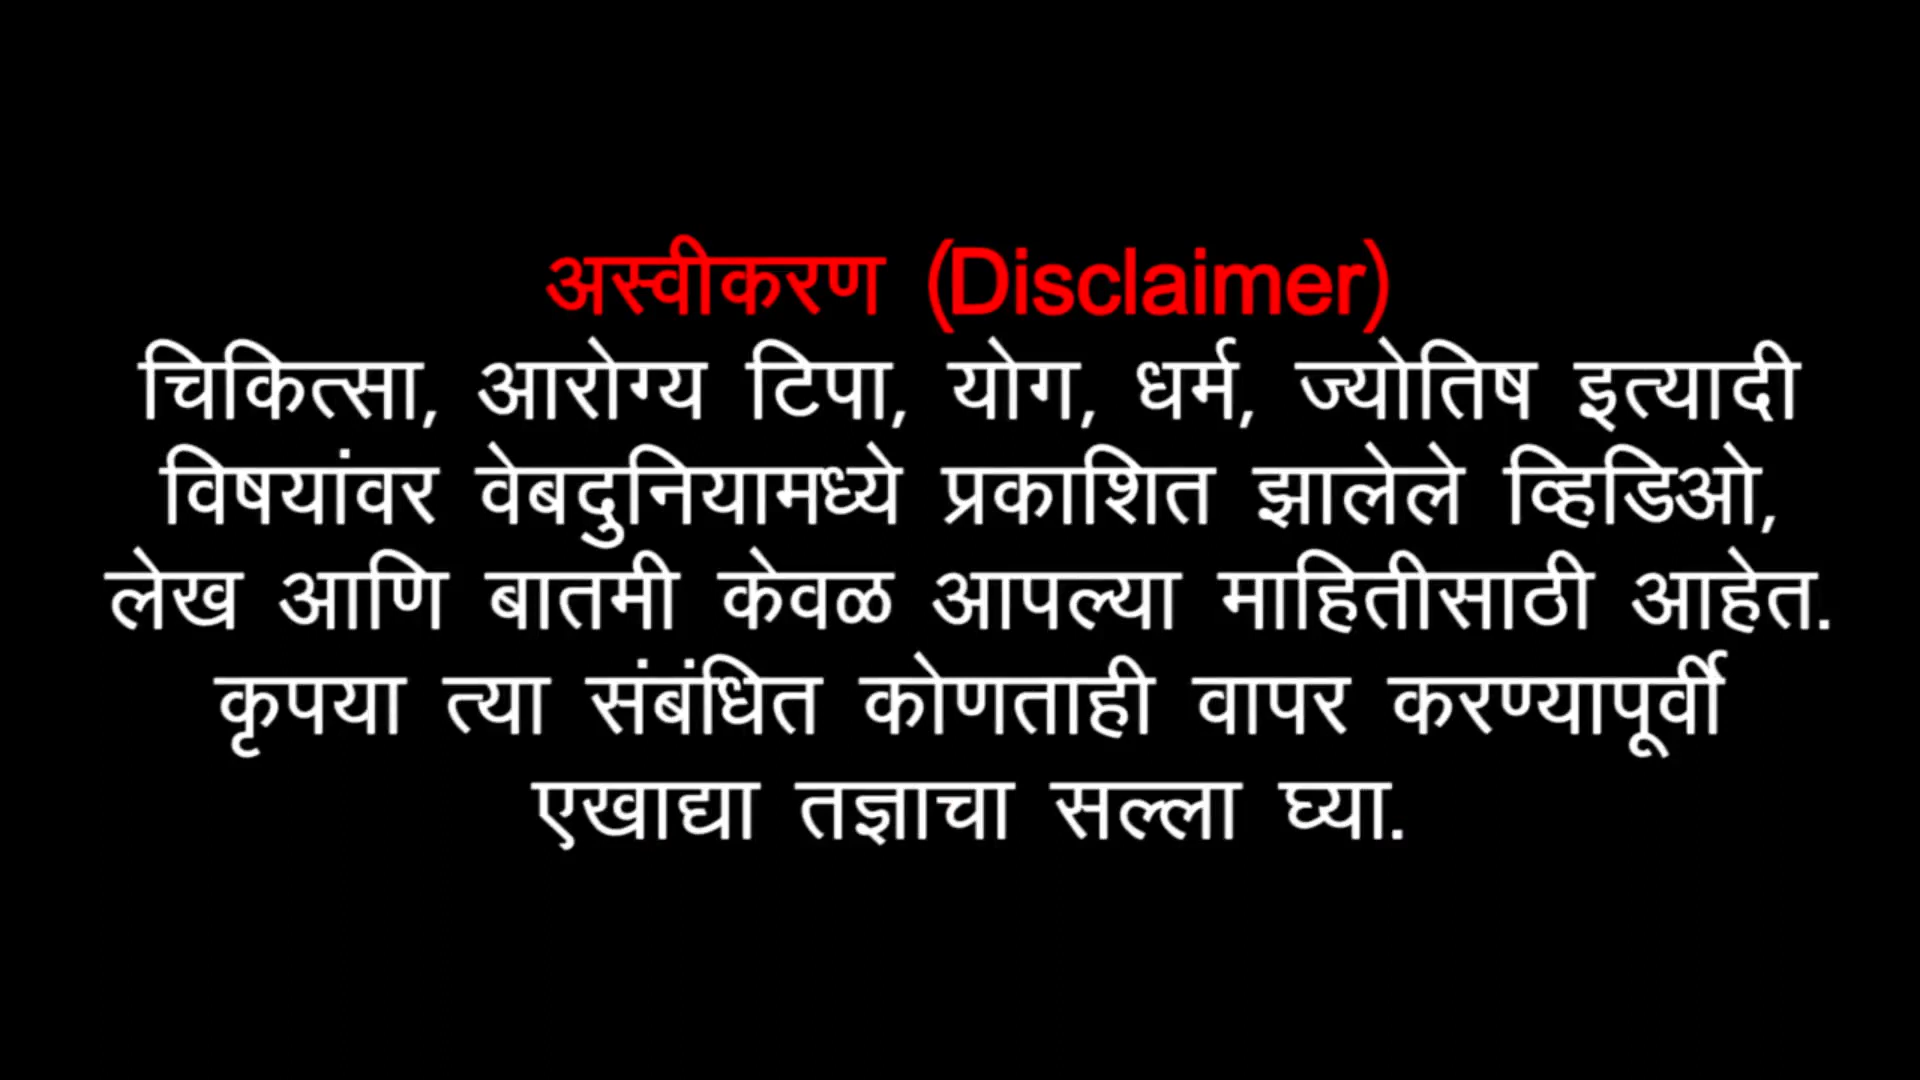 अस्वीकरण (Disclaimer)
चिकित्सा, आरोग्य टिपा, योग, धर्म, ज्योतिष इत्यादी
विषयांवर वेबदुनियामध्ये प्रकाशित झालेले व्हिडिओ,
लेख आणि बातमी केवळ आपल्या माहितीसाठी आहेत.
कृपया त्या संबंधित कोणताही वापर करण्यापूर्वी
एखाद्या तज्ञाचा सल्ला घ्या.